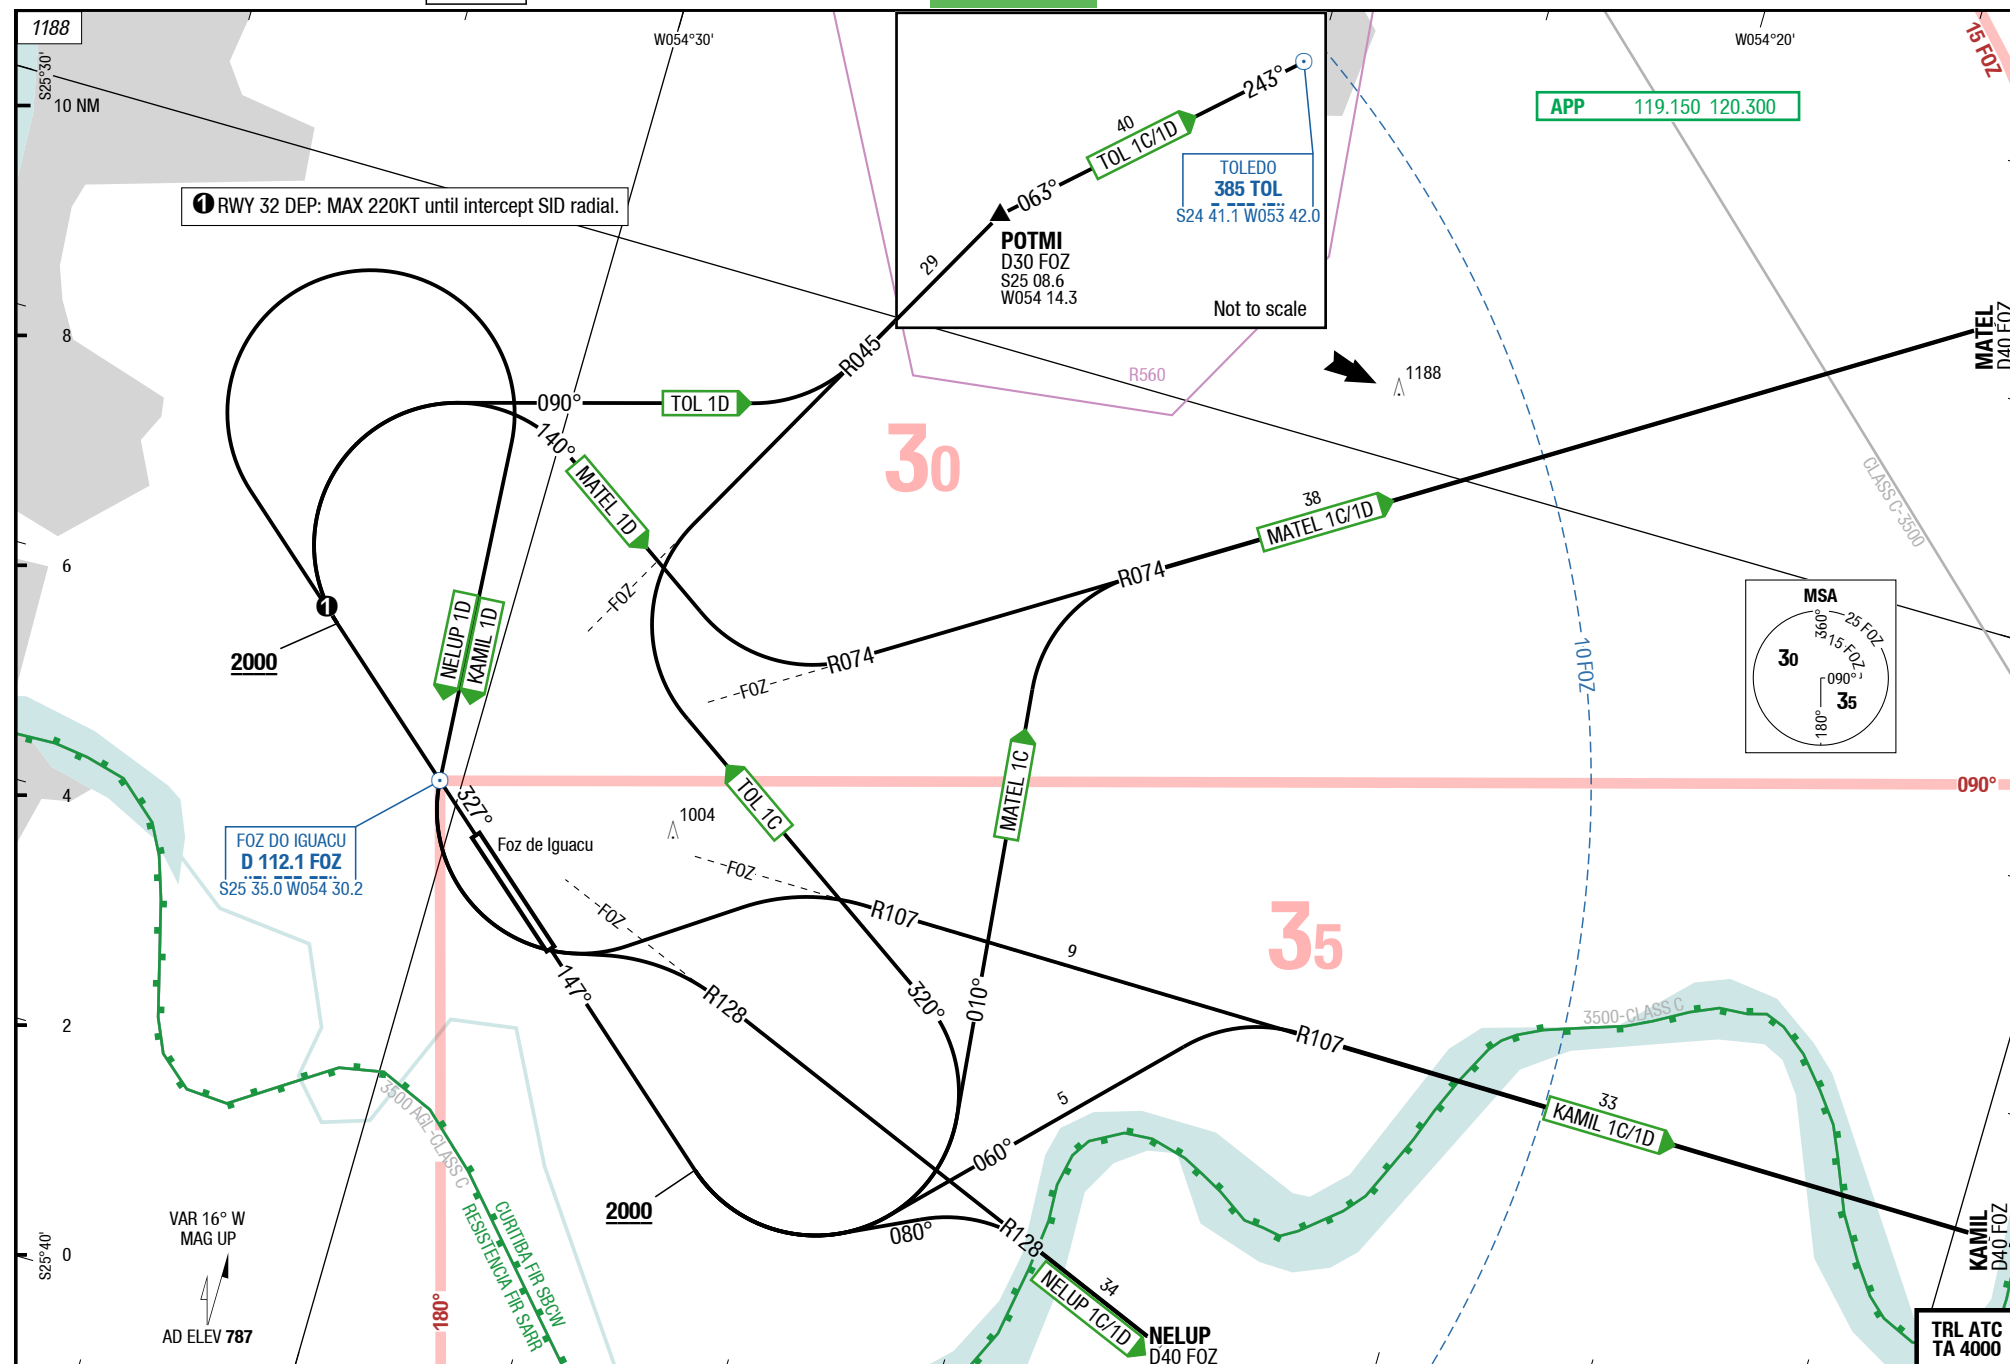 1188
S25°30'
W054°30'
W054°20'
15 FOZ
10 NM
8
6
4
2
0
S25°40'
❶ RWY 32 DEP: MAX 220KT until intercept SID radial.
243°
40
TOL 1C/1D
063°
TOLEDO
385 TOL
S24 41.1 W053 42.0
POTMI
D30 FOZ
S25 08.6
W054 14.3
29
Not to scale
APP 119.150 120.300
R045
R560
1188
MATEL
D40 FOZ
090°
TOL 1D
140°
MATEL 1D
30
38
MATEL 1C/1D
CLASS C-3500
R074
FOZ
R074
FOZ
10 FOZ
MSA
360°
25 FOZ
15 FOZ
30
090°
35
180°
❶
2000
NELUP 1D
KAMIL 1D
MATEL 1C
TOL 1C
090°
327°
Foz de Iguacu
1004
FOZ DO IGUACU
D 112.1 FOZ
S25 35.0 W054 30.2
FOZ
FOZ
R107
9
35
147°
R128
320°
010°
3500-CLASS C
R107
5
33
KAMIL 1C/1D
060°
3500 AGL-CLASS C
2000
080°
R128
34
NELUP 1C/1D
NELUP
D40 FOZ
KAMIL
D40 FOZ
CURITIBA FIR SBCW
RESISTENCIA FIR SARR
180°
VAR 16° W
MAG UP
AD ELEV 787
TRL ATC
TA 4000